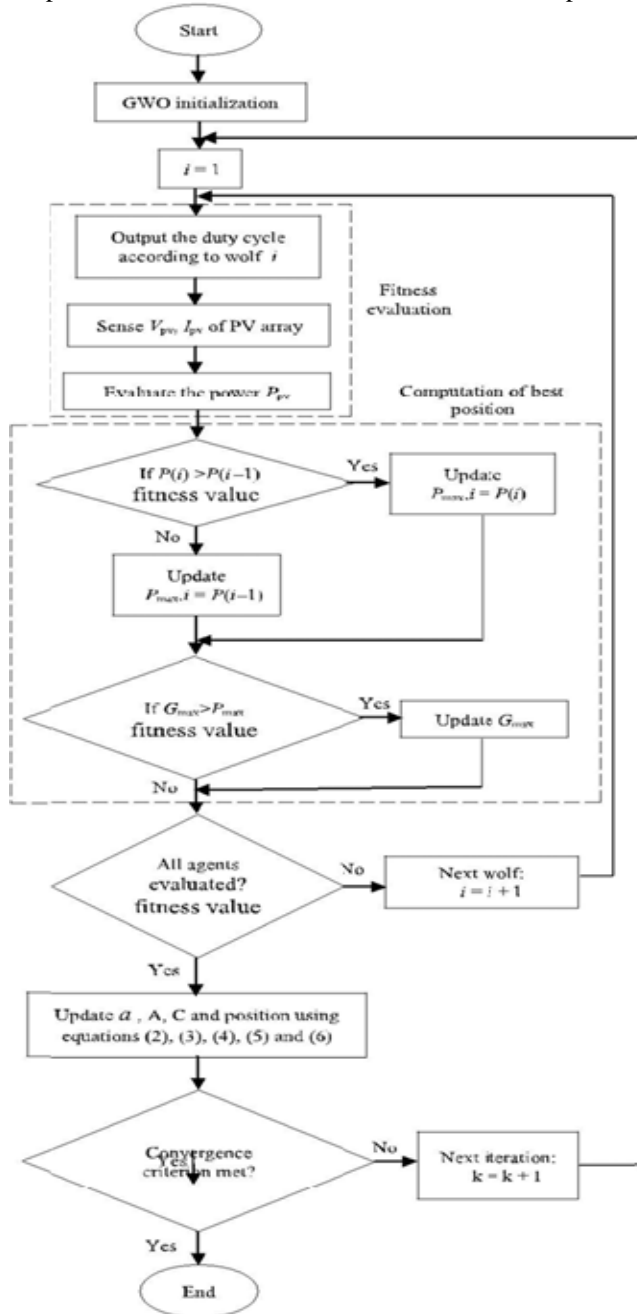 Start
GWO initialization
i = 1
Output the duty cycle
according to wolf i
Sense Vpv, Ipv of PV array
Evaluate the power Ppv
Fitness
evaluation
Computation of best
position
If P(i) >P(i–1)
fitness value
Yes
Update
Pmax,i = P(i)
No
Update
Pmax,i = P(i–1)
If Gmax>Pmax
fitness value
Yes
Update Gmax
No
All agents
evaluated?
fitness value
No
Next wolf:
i = i + 1
Yes
Update a , A, C and position using
equations (2), (3), (4), (5) and (6)
Convergence
criterion met?
Yes
No
Next iteration:
k = k + 1
Yes
End